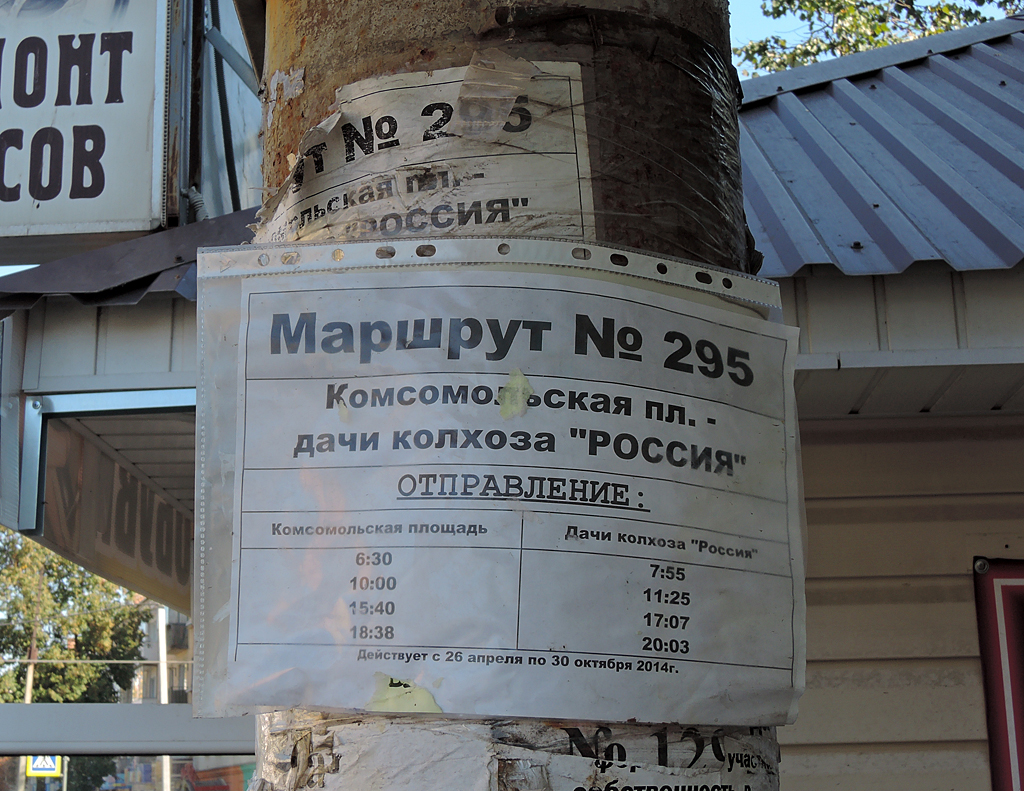 МОНТ
СОВ
№ 295
"РОССИЯ"
Маршрут № 295
Комсомольская пл. -
дачи колхоза "РОССИЯ"
ОТПРАВЛЕНИЕ:
Комсомольская площадь
Дачи колхоза "Россия"
6:30
7:55
10:00
11:25
15:40
17:07
18:38
20:03
Действует с 26 апреля по 30 октября 2014г.
№